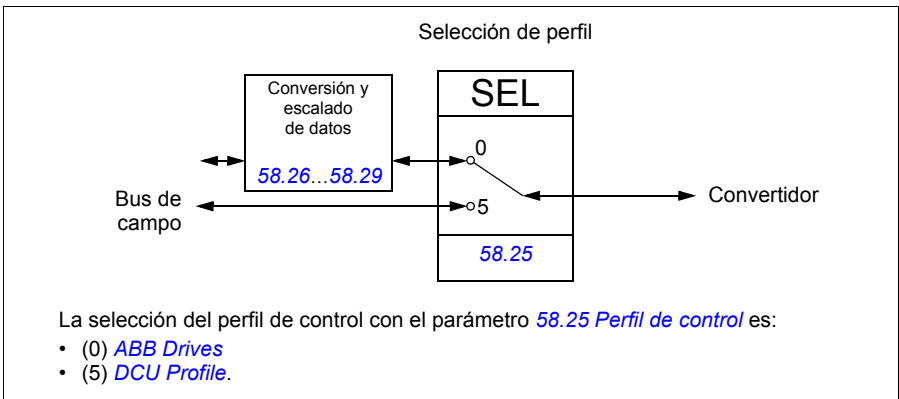 Selección de perfil
Conversión y
escalado
de datos
58.26...58.29
SEL
0
5
58.25
Bus de
campo
Convertidor
La selección del perfil de control con el parámetro 58.25 Perfil de control es:
• (0) ABB Drives
• (5) DCU Profile.